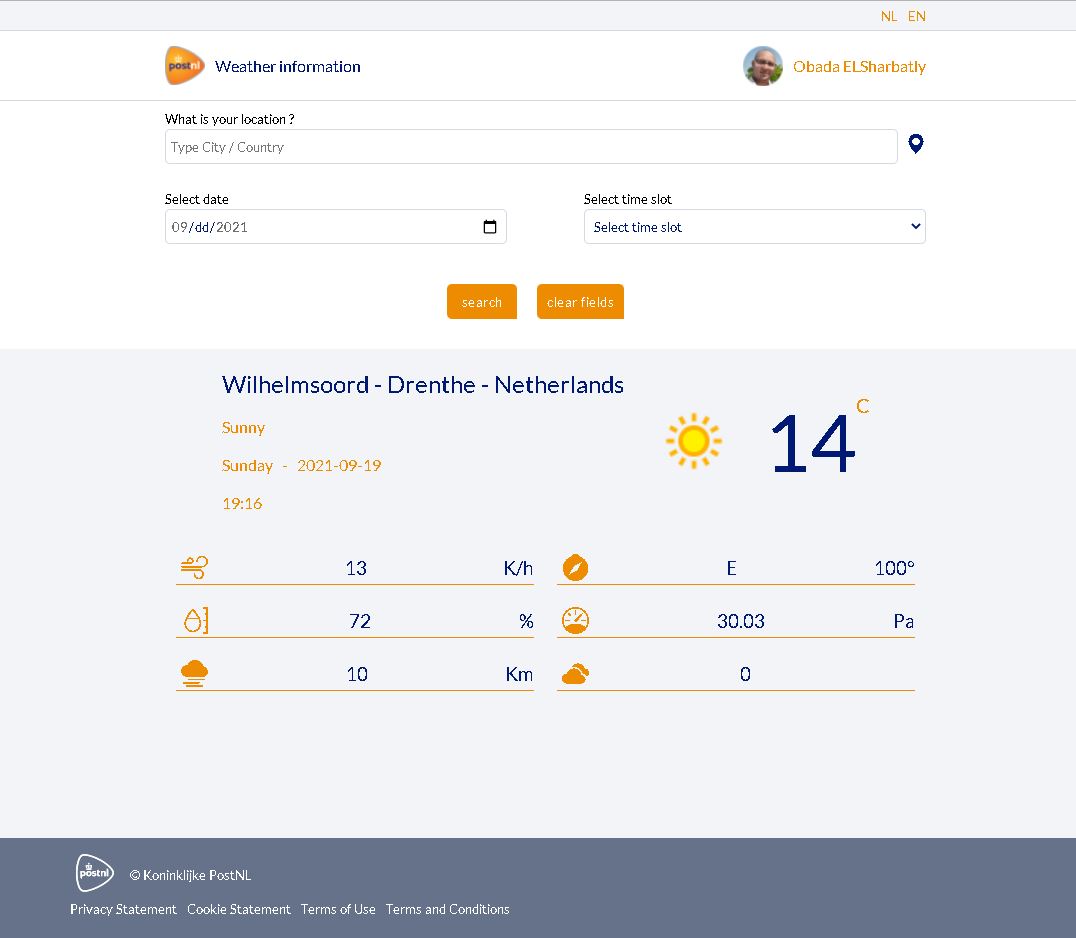 NL EN
postnl Weather information Obada ELSharbatly
What is your location ?
Type City / Country
Select date Select time slot
09/dd/2021 Select time slot
search clear fields
Wilhelmsoord - Drenthe - Netherlands
C
14
Sunny
Sunday - 2021-09-19
19:16
13 K/h E 100°
72 % 30.03 Pa
10 Km 0
postnl © Koninklijke PostNL
Privacy Statement Cookie Statement Terms of Use Terms and Conditions